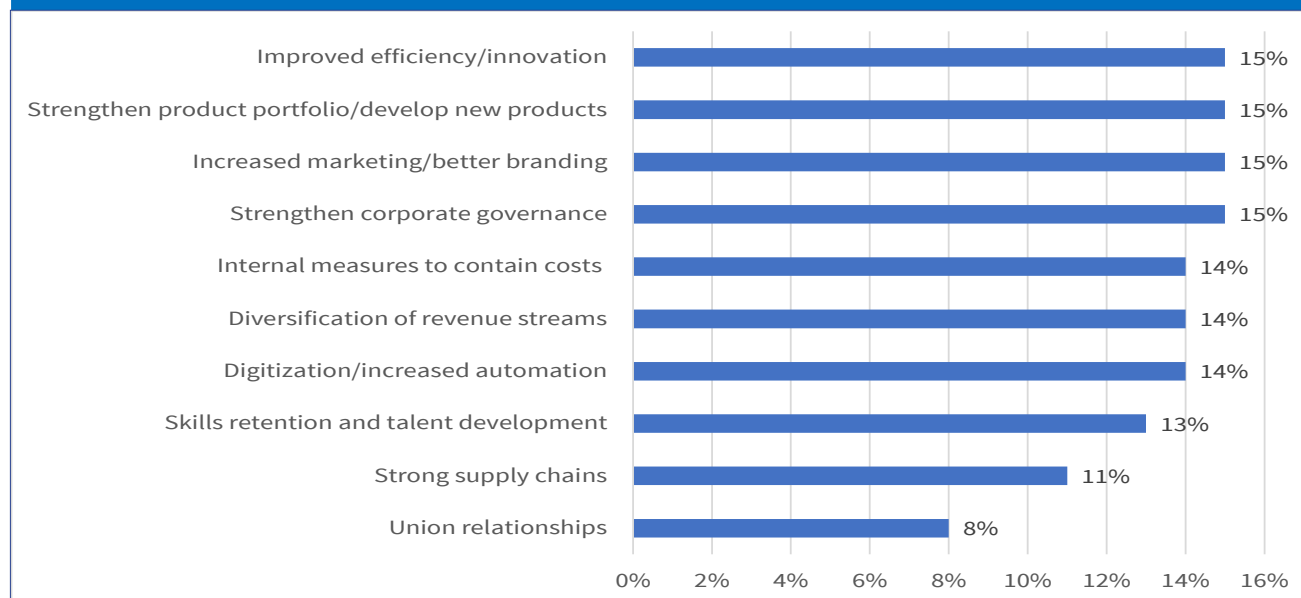 Improved efficiency/innovation 15%
Strengthen product portfolio/develop new products 15%
Increased marketing/better branding 15%
Strengthen corporate governance 15%
Internal measures to contain costs 14%
Diversification of revenue streams 14%
Digitization/increased automation 14%
Skills retention and talent development 13%
Strong supply chains 11%
Union relationships 8%
0% 2% 4% 6% 8% 10% 12% 14% 16%